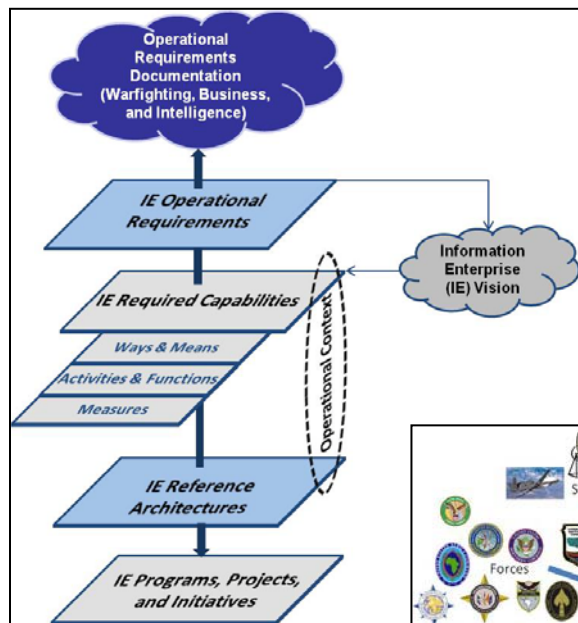 Operational
Requirements
Documentation
(Warfighting, Business,
and Intelligence)
IE Operational
Requirements
Information
Enterprise
(IE) Vision
IE Required Capabilities
Ways & Means
Activities & Functions
Measures
Operational Context
IE Reference
Architectures
IE Programs, Projects,
and Initiatives
S
Forces